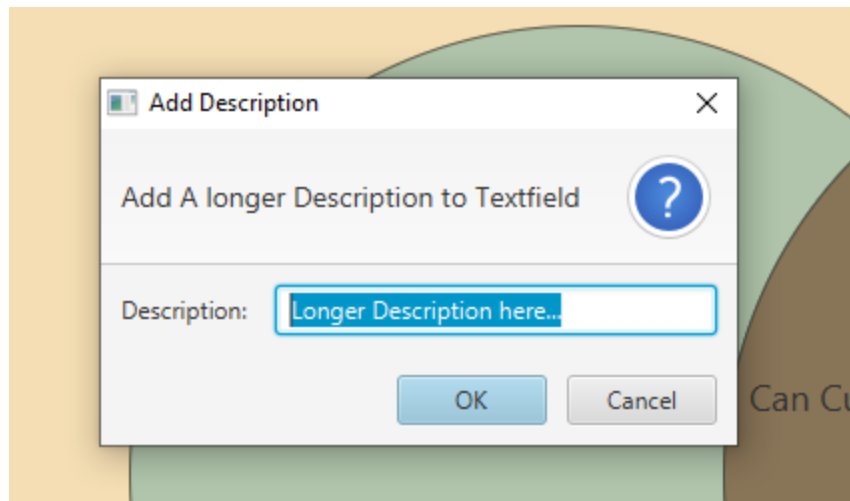 Add Description
Add A longer Description to Textfield
?
Description: Longer Description here...
OK Cancel
Can Cu